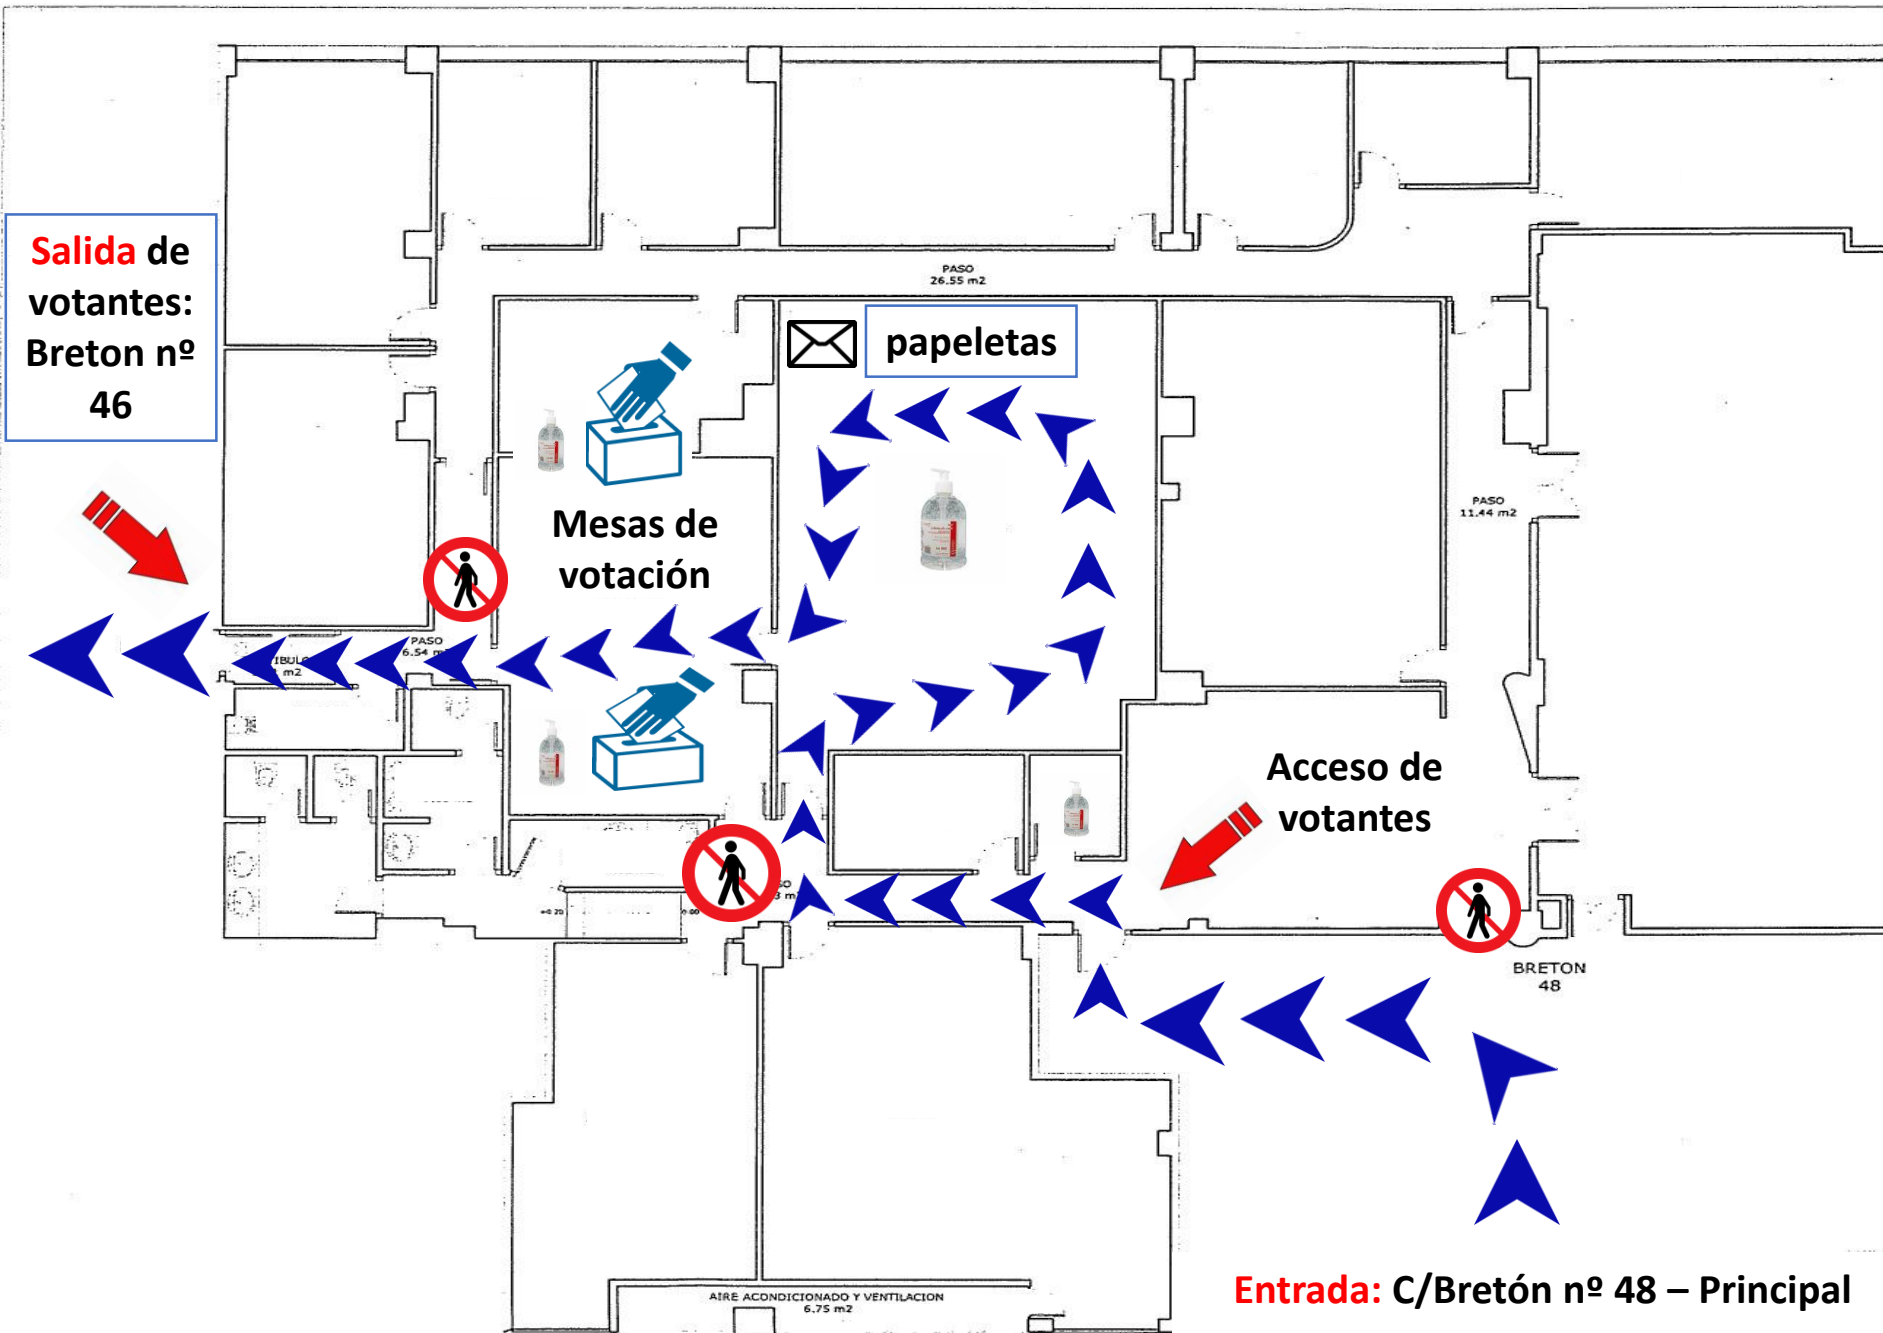 Salida de
votantes:
Breton nº
46
PASO
26.55 m2
papeletas
PASO
11.44 m2
Mesas de
votación
PASO
6.54 m
m2
Acceso de
votantes
BRETON
48
AIRE ACONDICIONADO Y VENTILACION
6.75 m2
Entrada: C/Bretón nº 48 – Principal